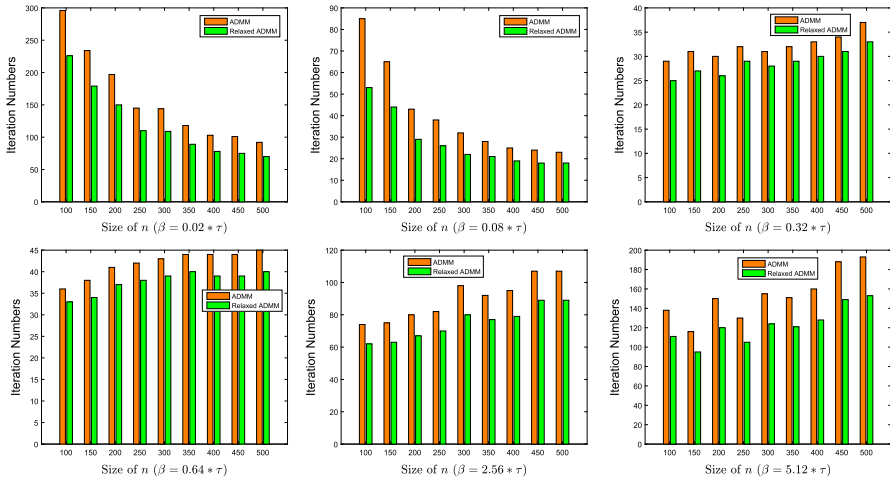 300
250
200
150
100
50
0
Iteration Numbers
ADMM
Relaxed ADMM
100 150 200 250 300 350 400 450 500
Size of n (β = 0.02 * τ)
90
80
70
60
50
40
30
20
10
0
Iteration Numbers
ADMM
Relaxed ADMM
100 150 200 250 300 350 400 450 500
Size of n (β = 0.08 * τ)
40
35
30
25
20
15
10
5
0
Iteration Numbers
ADMM
Relaxed ADMM
100 150 200 250 300 350 400 450 500
Size of n (β = 0.32 * τ)
45
40
35
30
25
20
15
10
5
0
Iteration Numbers
ADMM
Relaxed ADMM
100 150 200 250 300 350 400 450 500
Size of n (β = 0.64 * τ)
120
100
80
60
40
20
0
Iteration Numbers
ADMM
Relaxed ADMM
100 150 200 250 300 350 400 450 500
Size of n (β = 2.56 * τ)
200
180
160
140
120
100
80
60
40
20
0
Iteration Numbers
ADMM
Relaxed ADMM
100 150 200 250 300 350 400 450 500
Size of n (β = 5.12 * τ)